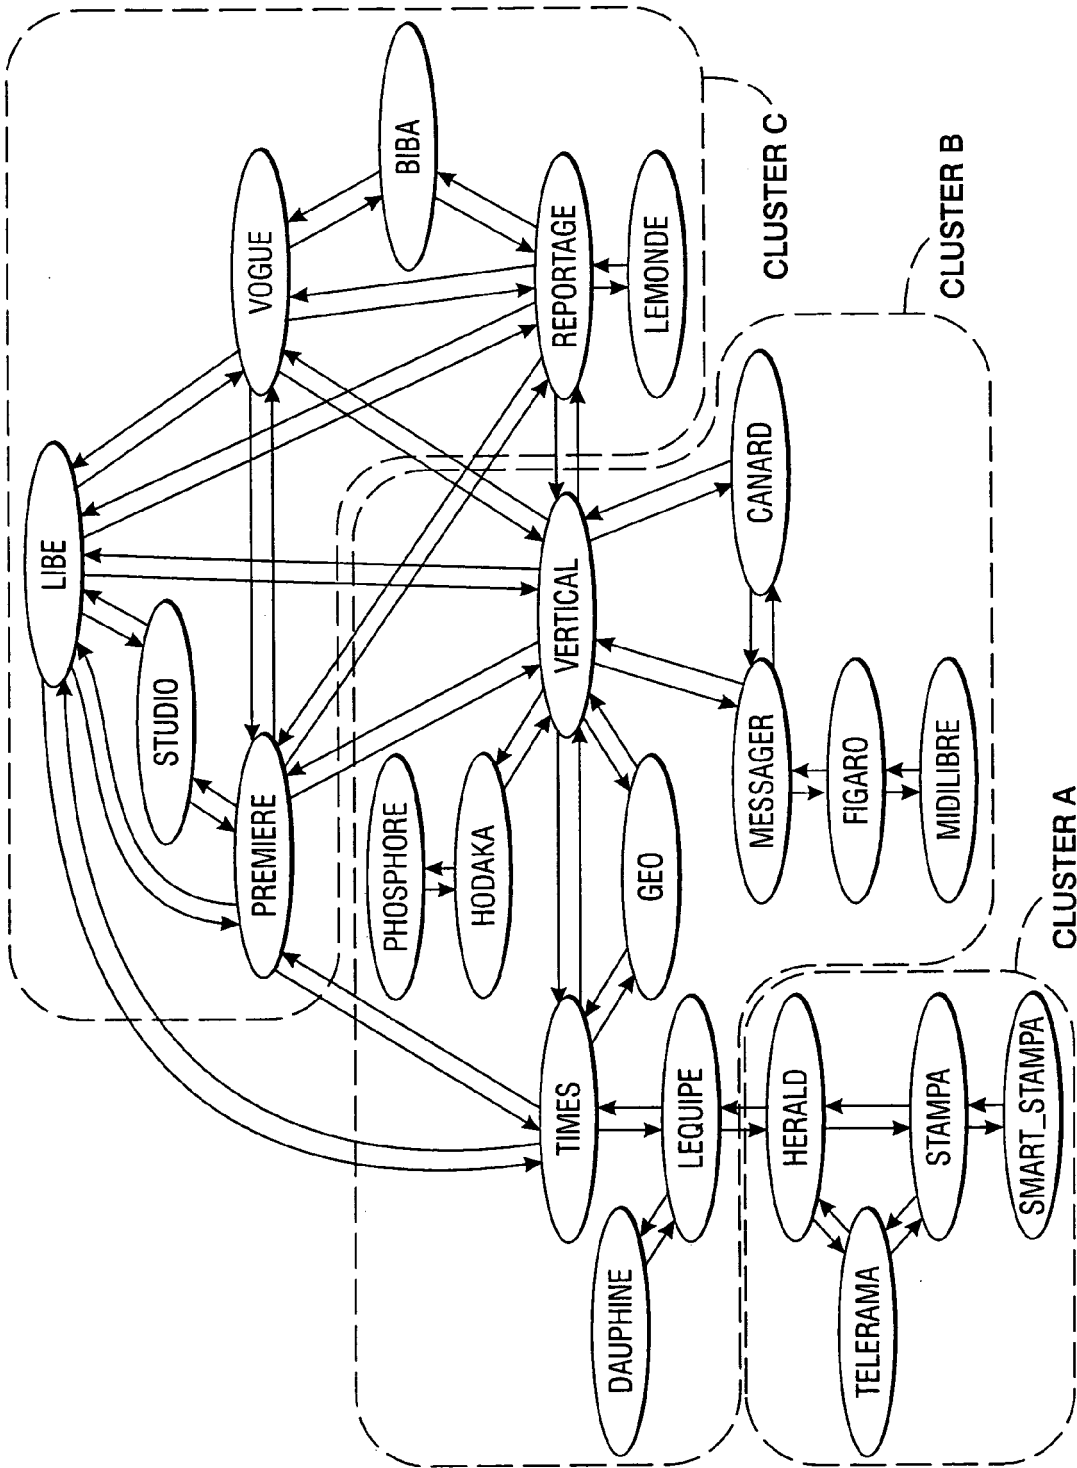 LIBE
STUDIO
VOGUE
BIBA
PREMIERE
PHOSPHORE
HODAKA
REPORTAGE
LEMONDE
VERTICAL
GEO
TIMES
LEQUIPE
DAUPHINE
CANARD
MESSAGER
FIGARO
MIDILIBRE
HERALD
TELERAMA
STAMPA
SMART_STAMPA
CLUSTER C
CLUSTER B
CLUSTER A